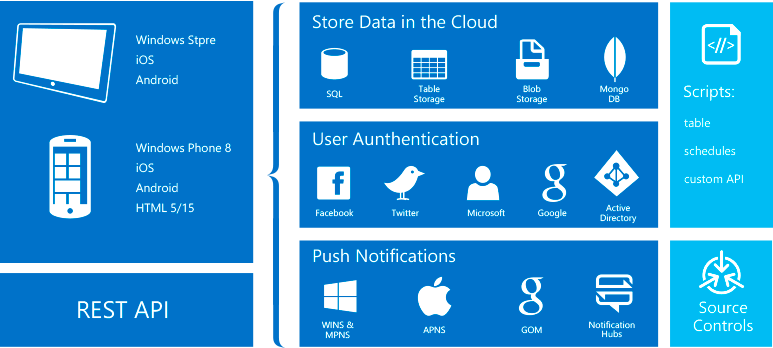 Windows Stpre
iOS
Android
Windows Phone 8
iOS
Android
HTML 5/15
REST API
Store Data in the Cloud
SQL
Table
Storage
Blob
Storage
Mongo
DB
User Aunthentication
Facebook
Twitter
Microsoft
Google
Active
Directory
Push Notifications
WINS &
MPNS
APNS
GOM
Notification
Hubs
</>
Scripts:
table
schedules
custom API
Source
Controls